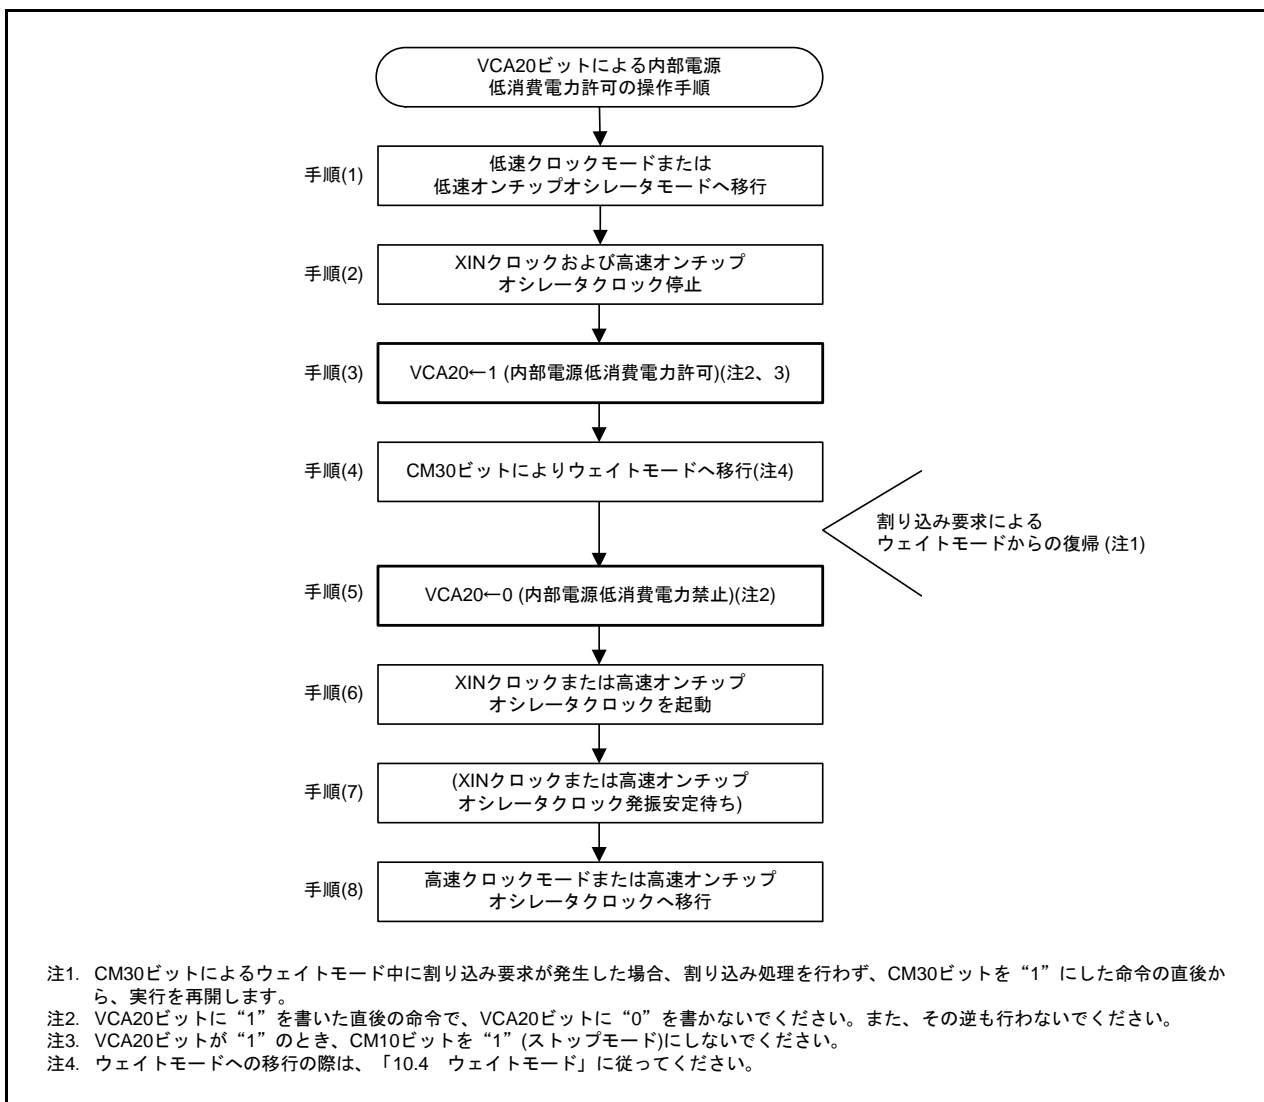 VCA20ビットによる内部電源
低消費電力許可の操作手順
手順(1)
低速クロックモードまたは
低速オンチップオシレータモードへ移行
手順(2)
XINクロックおよび高速オンチップ
オシレータクロック停止
手順(3)
VCA20←1 (内部電源低消費電力許可)(注2、3)
手順(4)
CM30ビットによりウェイトモードへ移行(注4)
割り込み要求による
ウェイトモードからの復帰 (注1)
手順(5)
VCA20←0 (内部電源低消費電力禁止)(注2)
手順(6)
XINクロックまたは高速オンチップ
オシレータクロックを起動
手順(7)
(XINクロックまたは高速オンチップ
オシレータクロック発振安定待ち)
手順(8)
高速クロックモードまたは高速オンチップ
オシレータクロックへ移行
注1. CM30ビットによるウェイトモード中に割り込み要求が発生した場合、割り込み処理を行わず、CM30ビットを“1”にした命令の直後か
ら、実行を再開します。
注2. VCA20ビットに“1”を書いた直後の命令で、VCA20ビットに“0”を書かないでください。また、その逆も行わないでください。
注3. VCA20ビットが“1”のとき、CM10ビットを“1”(ストップモード)にしないでください。
注4. ウェイトモードへの移行の際は、「10.4 ウェイトモード」に従ってください。